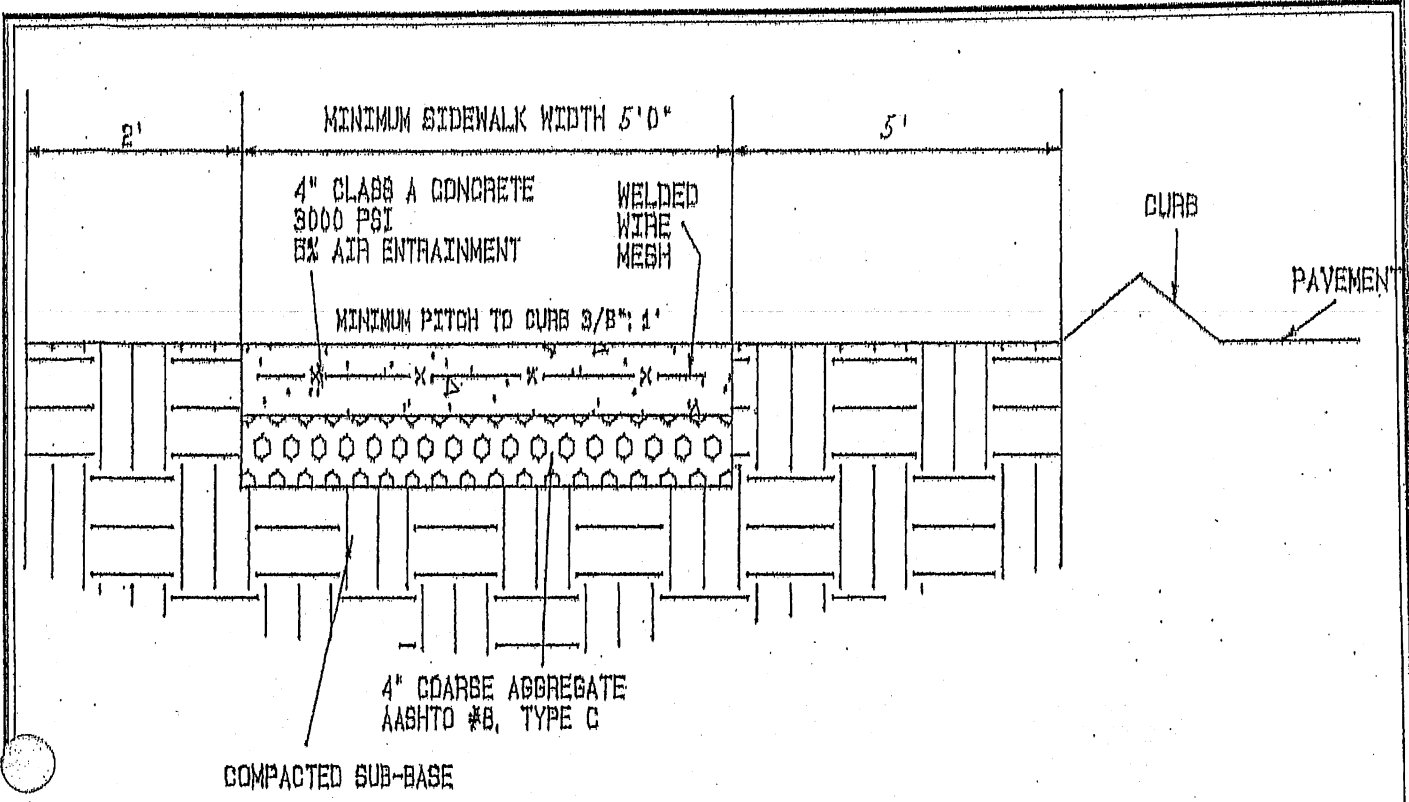 2'
MINIMUM SIDEWALK WIDTH 5'0"
5'
4" CLASS A CONCRETE
3000 PSI
5% AIR ENTRAINMENT
WELDED
WIRE
MESH
CURB
PAVEMENT
MINIMUM PITCH TO CURB 3/8": 1'
4" COARSE AGGREGATE
AASHTO #8, TYPE C
COMPACTED SUB-BASE